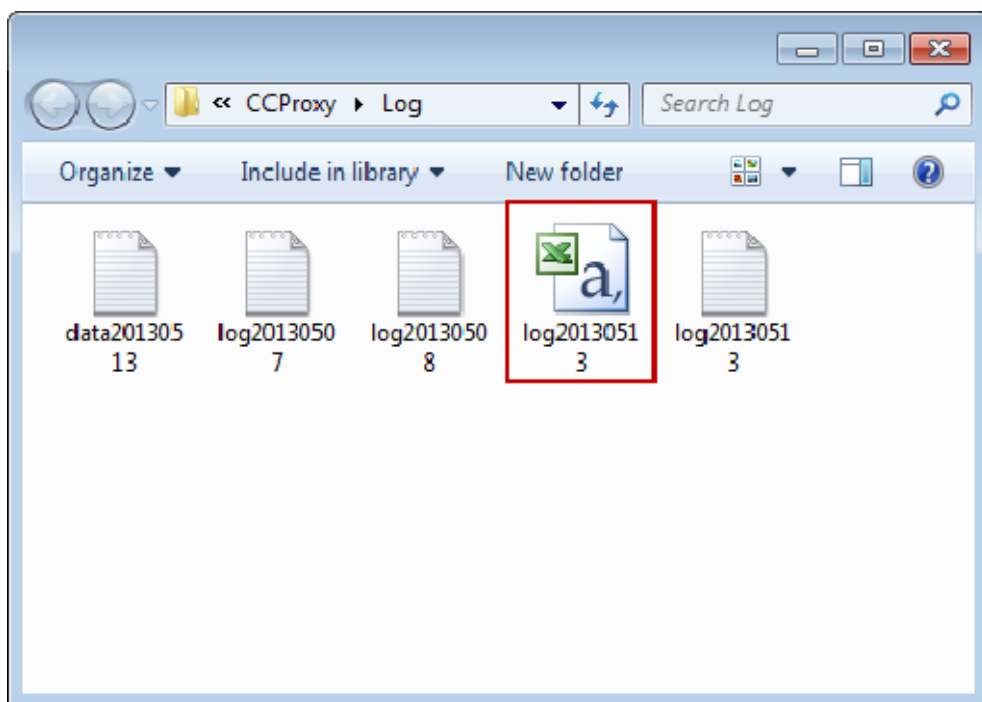 « CCProxy ▸ Log
Search Log
Organize
Include in library
New folder
data201305
13
log2013050
7
log2013050
8
a,
log2013051
3
log2013051
3